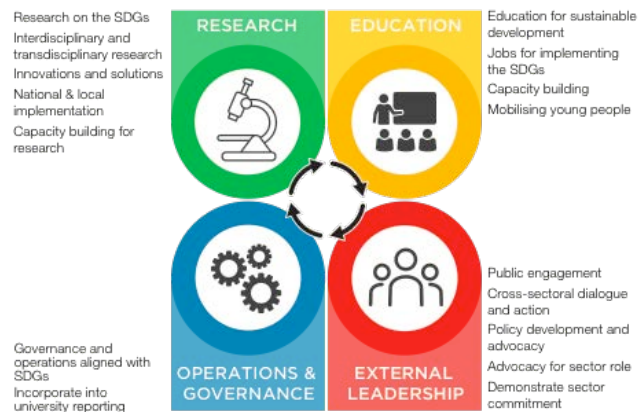 Research on the SDGs
Interdisciplinary and
transdisciplinary research
Innovations and solutions
National & local
implementation
Capacity building for
research
RESEARCH
EDUCATION
Education for sustainable
development
Jobs for implementing
the SDGs
Capacity building
Mobilising young people
Governance and
operations aligned with
SDGs
Incorporate into
university reporting
OPERATIONS &
GOVERNANCE
EXTERNAL
LEADERSHIP
Public engagement
Cross-sectoral dialogue
and action
Policy development and
advocacy
Advocacy for sector role
Demonstrate sector
commitment